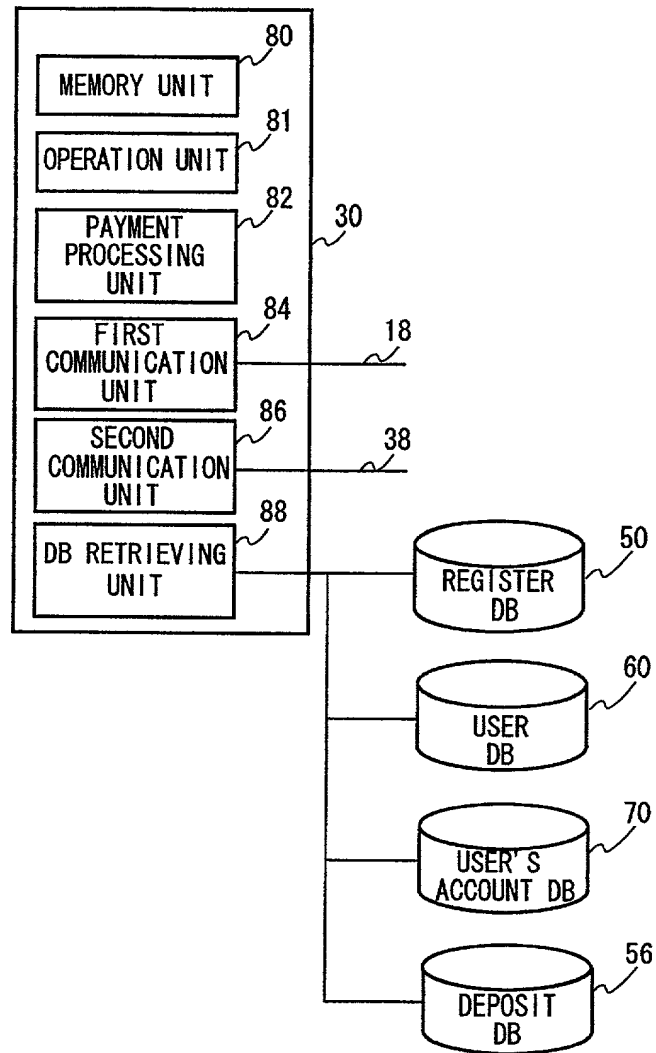 80
MEMORY UNIT
81
OPERATION UNIT
82
PAYMENT
PROCESSING
UNIT
30
84
FIRST
COMMUNICATION
UNIT
18
86
SECOND
COMMUNICATION
UNIT
38
88
DB RETRIEVING
UNIT
50
REGISTER
DB
60
USER
DB
70
USER'S
ACCOUNT DB
56
DEPOSIT
DB